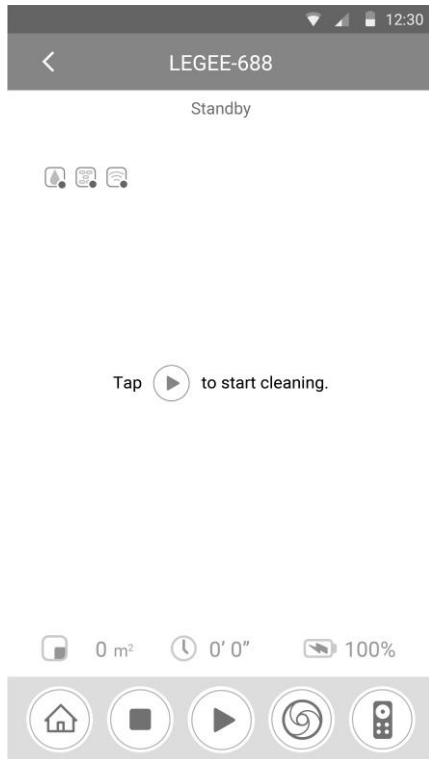 12:30
LEGEE-688
Standby
Tap to start cleaning.
0 m² 0′ 0″ 100%